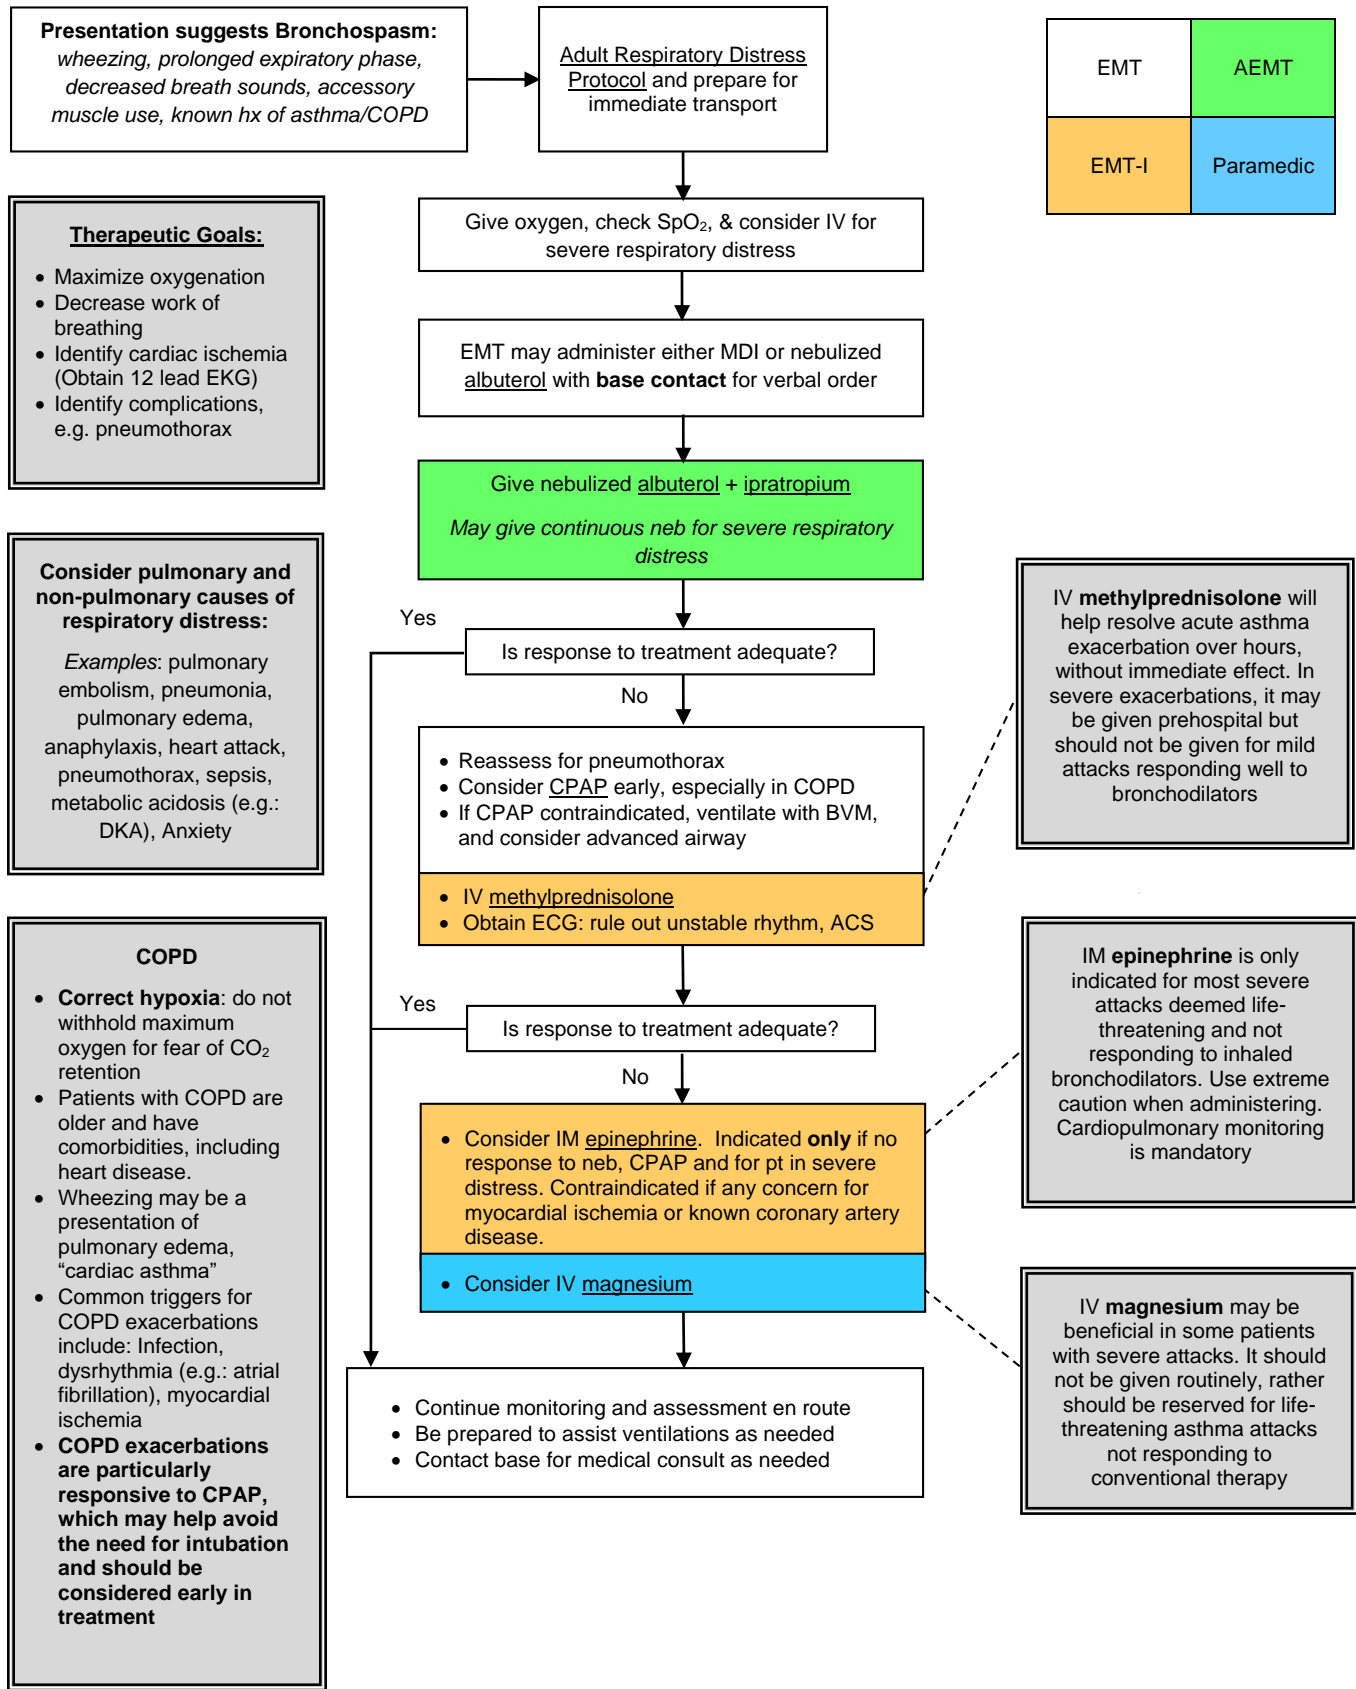 Presentation suggests Bronchospasm:
wheezing, prolonged expiratory phase,
decreased breath sounds, accessory
muscle use, known hx of asthma/COPD
Adult Respiratory Distress
Protocol and prepare for
immediate transport
EMT
AEMT
EMT-I
Paramedic
Give oxygen, check SpO₂, & consider IV for
severe respiratory distress
Therapeutic Goals:
• Maximize oxygenation
• Decrease work of
breathing
• Identify cardiac ischemia
(Obtain 12 lead EKG)
• Identify complications,
e.g. pneumothorax
EMT may administer either MDI or nebulized
albuterol with base contact for verbal order
Give nebulized albuterol + ipratropium
May give continuous neb for severe respiratory
distress
Consider pulmonary and
non-pulmonary causes of
respiratory distress:
Examples: pulmonary
embolism, pneumonia,
pulmonary edema,
anaphylaxis, heart attack,
pneumothorax, sepsis,
metabolic acidosis (e.g.:
DKA), Anxiety
Yes
Is response to treatment adequate?
No
IV methylprednisolone will
help resolve acute asthma
exacerbation over hours,
without immediate effect. In
severe exacerbations, it may
be given prehospital but
should not be given for mild
attacks responding well to
bronchodilators
• Reassess for pneumothorax
• Consider CPAP early, especially in COPD
• If CPAP contraindicated, ventilate with BVM,
and consider advanced airway
• IV methylprednisolone
• Obtain ECG: rule out unstable rhythm, ACS
COPD
• Correct hypoxia: do not
withhold maximum
oxygen for fear of CO₂
retention
• Patients with COPD are
older and have
comorbidities, including
heart disease.
• Wheezing may be a
presentation of
pulmonary edema,
“cardiac asthma”
• Common triggers for
COPD exacerbations
include: Infection,
dysrhythmia (e.g.: atrial
fibrillation), myocardial
ischemia
• COPD exacerbations
are particularly
responsive to CPAP,
which may help avoid
the need for intubation
and should be
considered early in
treatment
Yes
Is response to treatment adequate?
No
IM epinephrine is only
indicated for most severe
attacks deemed life-
threatening and not
responding to inhaled
bronchodilators. Use extreme
caution when administering.
Cardiopulmonary monitoring
is mandatory
• Consider IM epinephrine. Indicated only if no
response to neb, CPAP and for pt in severe
distress. Contraindicated if any concern for
myocardial ischemia or known coronary artery
disease.
• Consider IV magnesium
IV magnesium may be
beneficial in some patients
with severe attacks. It should
not be given routinely, rather
should be reserved for life-
threatening asthma attacks
not responding to
conventional therapy
• Continue monitoring and assessment en route
• Be prepared to assist ventilations as needed
• Contact base for medical consult as needed